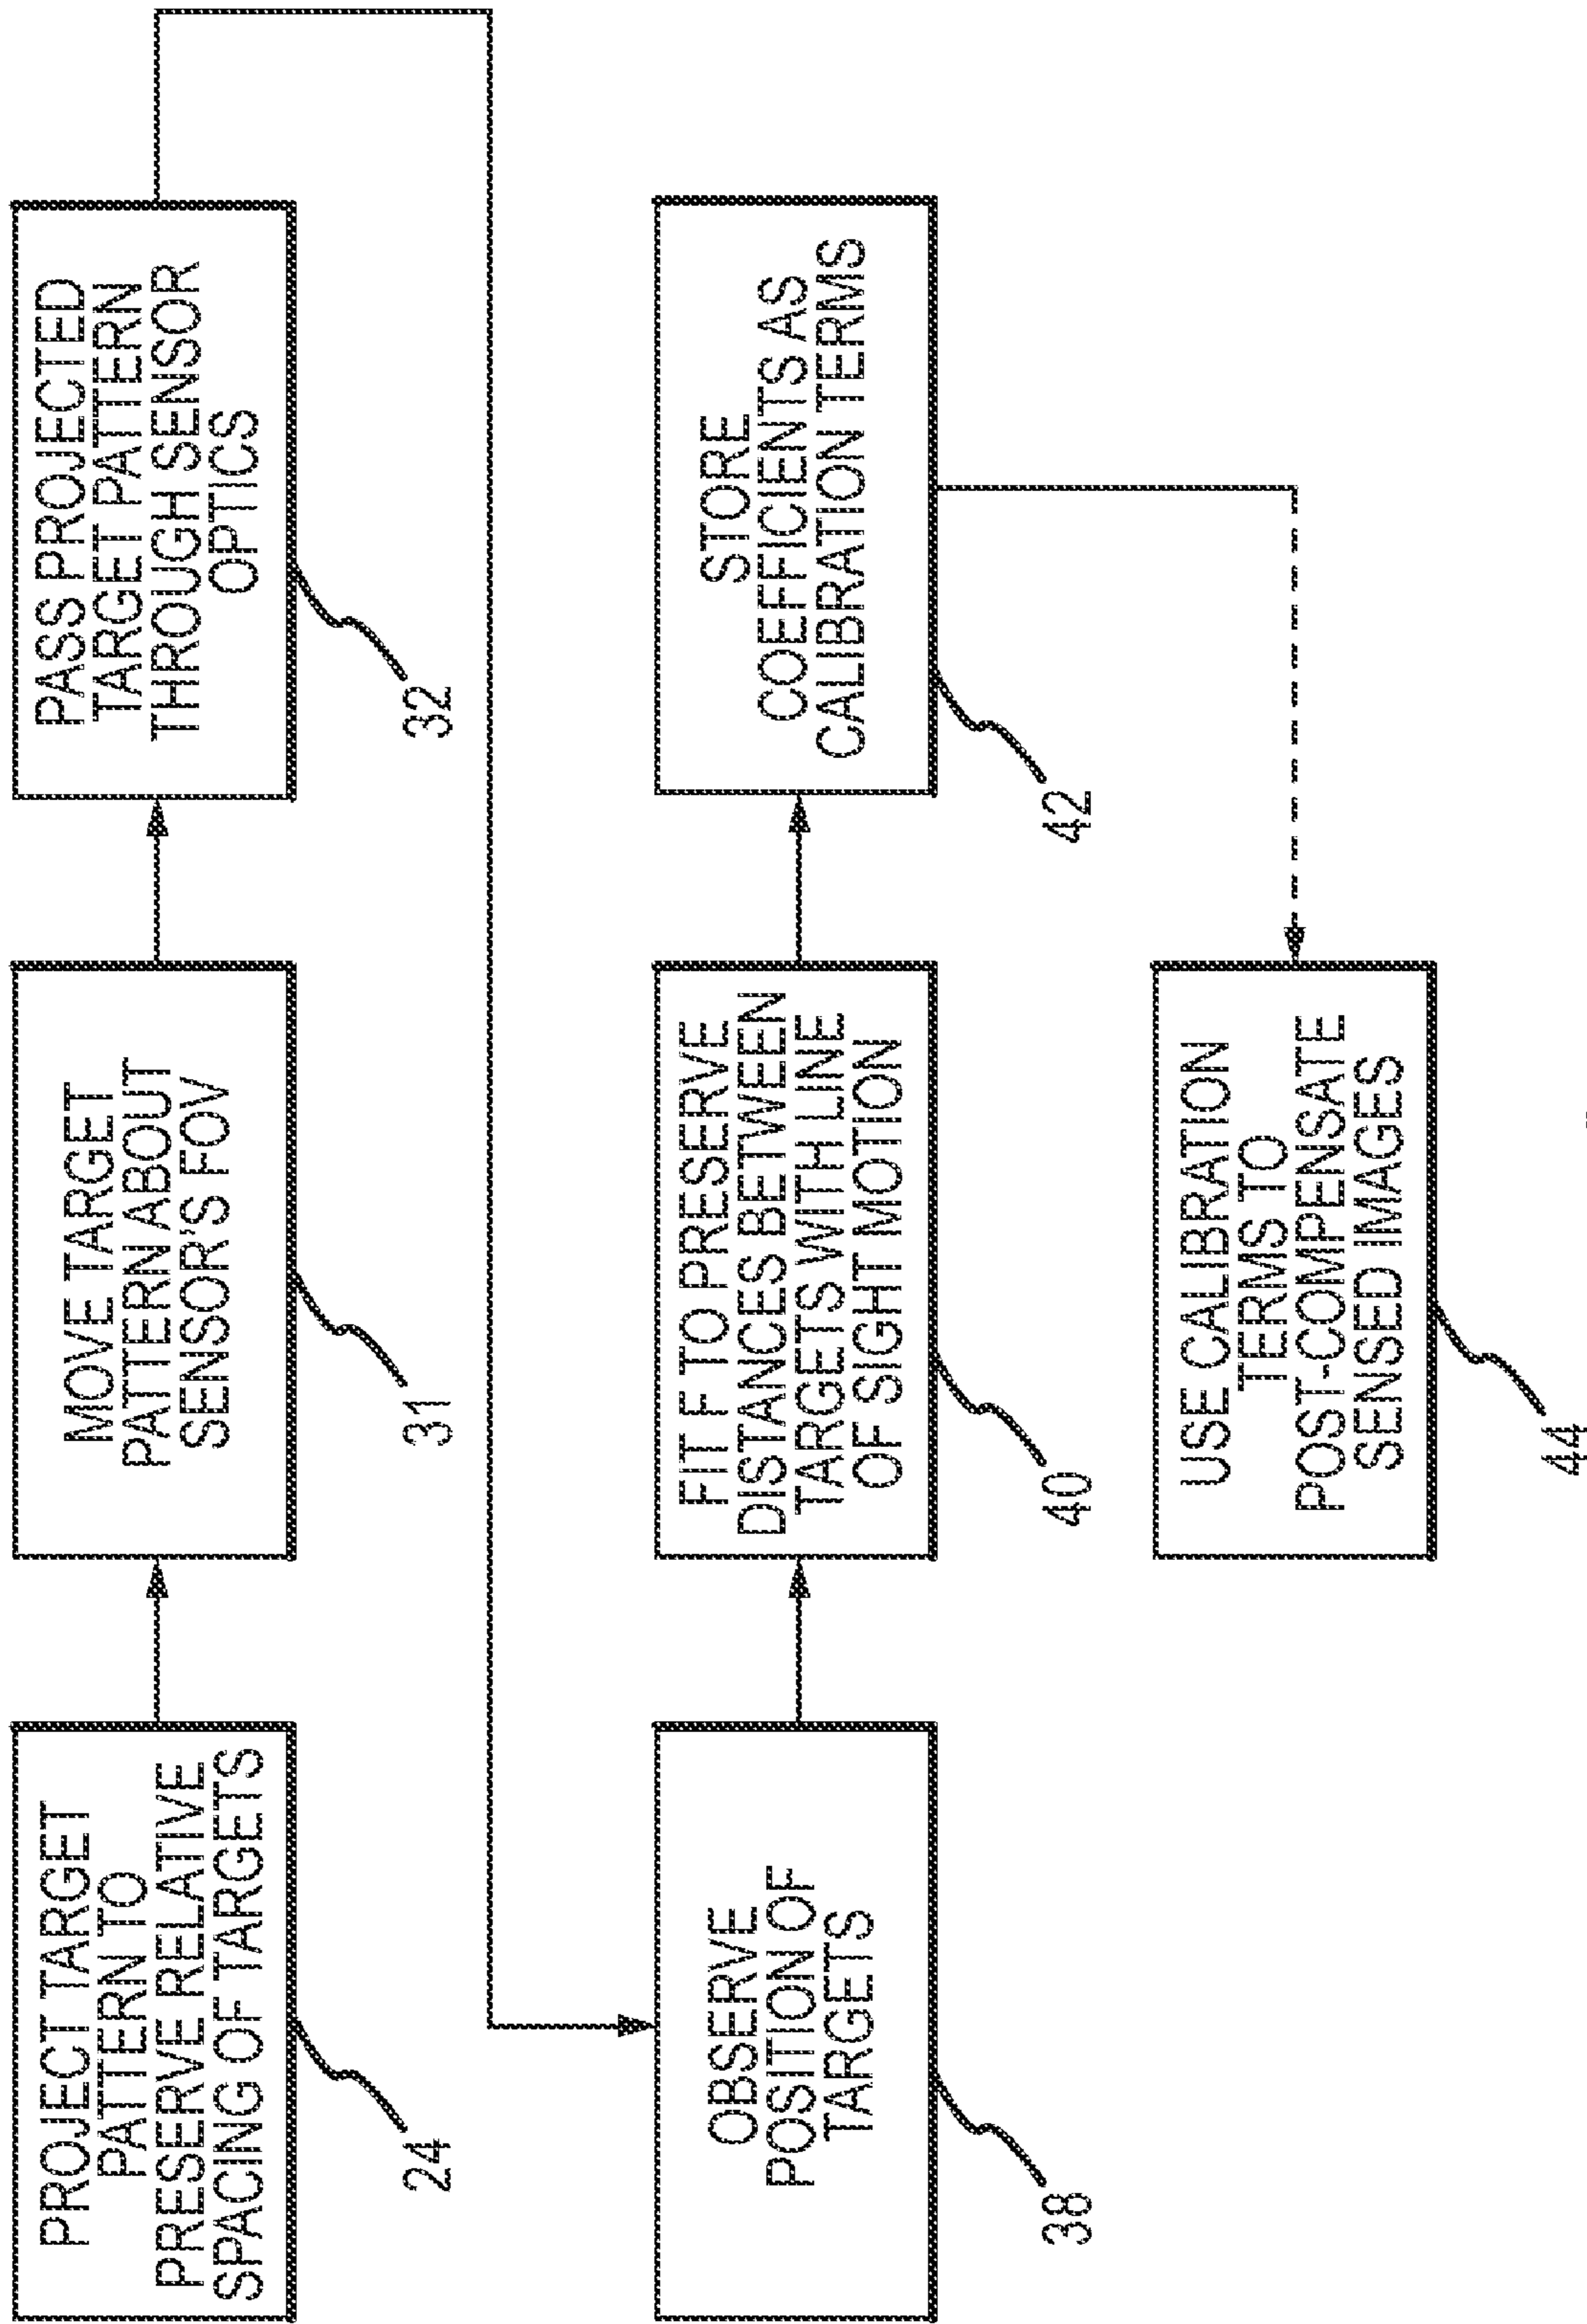 PROJECT TARGET
PATTERN TO
PRESERVE RELATIVE
SPACING OF TARGETS
24
MOVE TARGET
PATTERN ABOUT
SENSOR'S FOV
31
PASS PROJECTED
TARGET PATTERN
THROUGH SENSOR
OPTICS
32
OBSERVE
POSITION OF
TARGETS
38
FIT F TO PRESERVE
DISTANCES BETWEEN
TARGETS WITH LINE
OF SIGHT MOTION
40
STORE
COEFFICIENTS AS
CALIBRATION TERMS
42
USE CALIBRATION
TERMS TO
POST-COMPENSATE
SENSED IMAGES
44